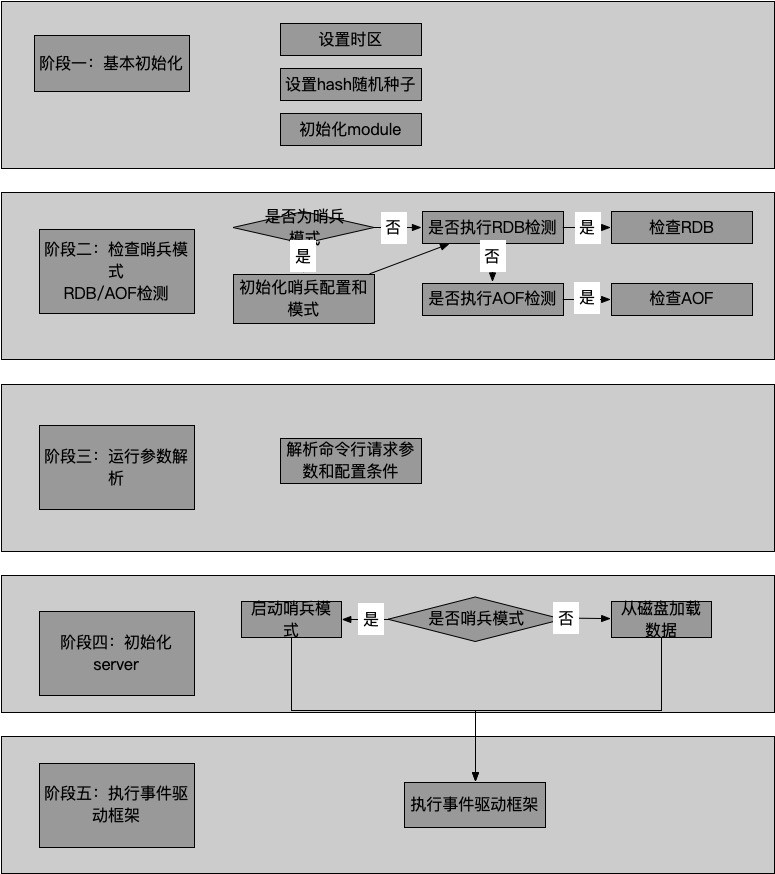 阶段一：基本初始化
设置时区
设置hash随机种子
初始化module
阶段二：检查哨兵模
式
RDB/AOF检测
是否为哨兵
模式
否
是否执行RDB检测
是
检查RDB
是
否
初始化哨兵配置和
模式
是否执行AOF检测
是
检查AOF
阶段三：运行参数解
析
解析命令行请求参
数和配置条件
阶段四：初始化
server
启动哨兵模
式
是
是否哨兵模式
否
从磁盘加载
数据
阶段五：执行事件驱
动框架
执行事件驱动框架